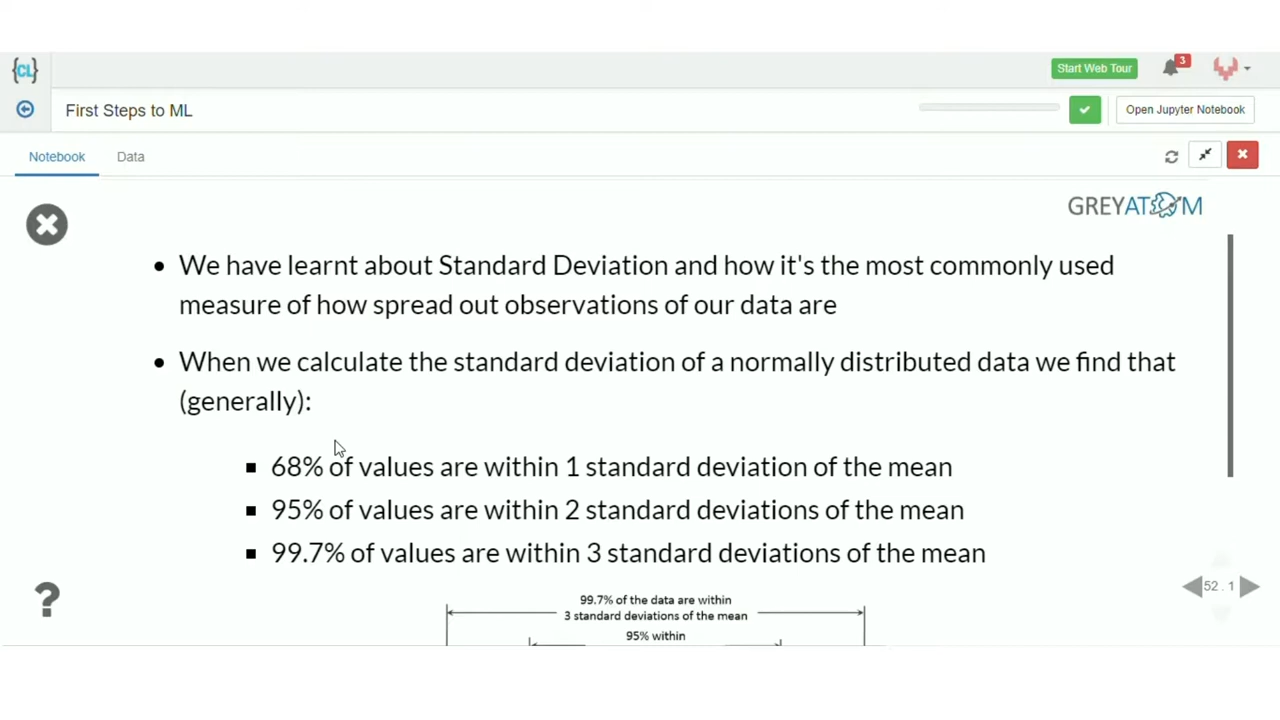 {CL}
Start Web Tour
3
First Steps to ML
Open Jupyter Notebook
Notebook
Data
GREYATOM
We have learnt about Standard Deviation and how it's the most commonly used
measure of how spread out observations of our data are
When we calculate the standard deviation of a normally distributed data we find that
(generally):
68% of values are within 1 standard deviation of the mean
95% of values are within 2 standard deviations of the mean
99.7% of values are within 3 standard deviations of the mean
?
52 . 1
99.7% of the data are within
3 standard deviations of the mean
95% within